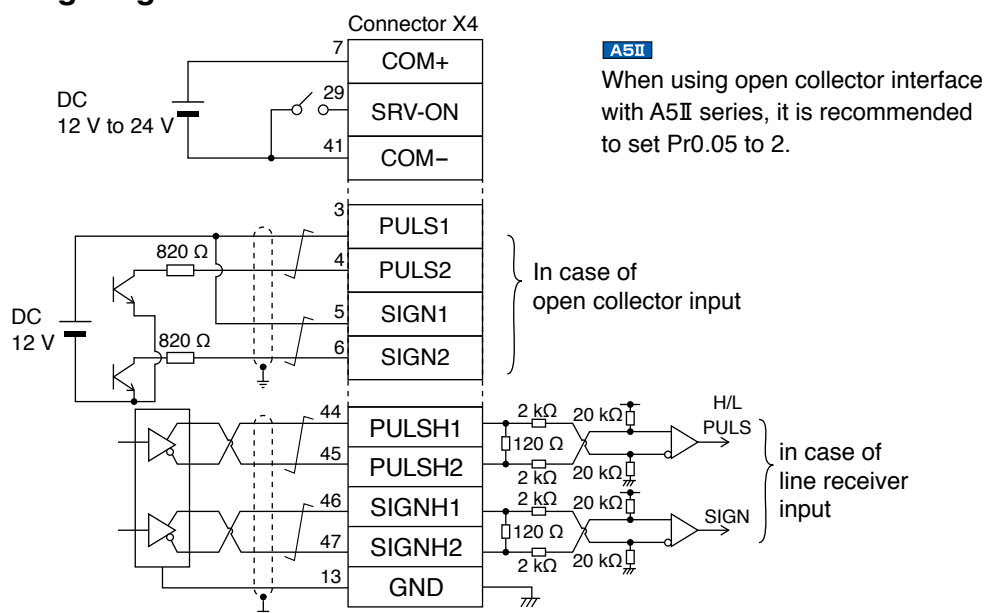 Connector X4
7
COM+
DC
12 V to 24 V
29
SRV-ON
41
COM−
A5II
When using open collector interface
with A5II series, it is recommended
to set Pr0.05 to 2.
3
PULS1
820 Ω
4
PULS2
5
SIGN1
DC
12 V
820 Ω
6
SIGN2
In case of
open collector input
44
PULSH1
45
PULSH2
46
SIGNH1
47
SIGNH2
13
GND
2 kΩ
20 kΩ
H/L
PULS
120 Ω
2 kΩ
20 kΩ
2 kΩ
20 kΩ
SIGN
120 Ω
2 kΩ
20 kΩ
in case of
line receiver
input